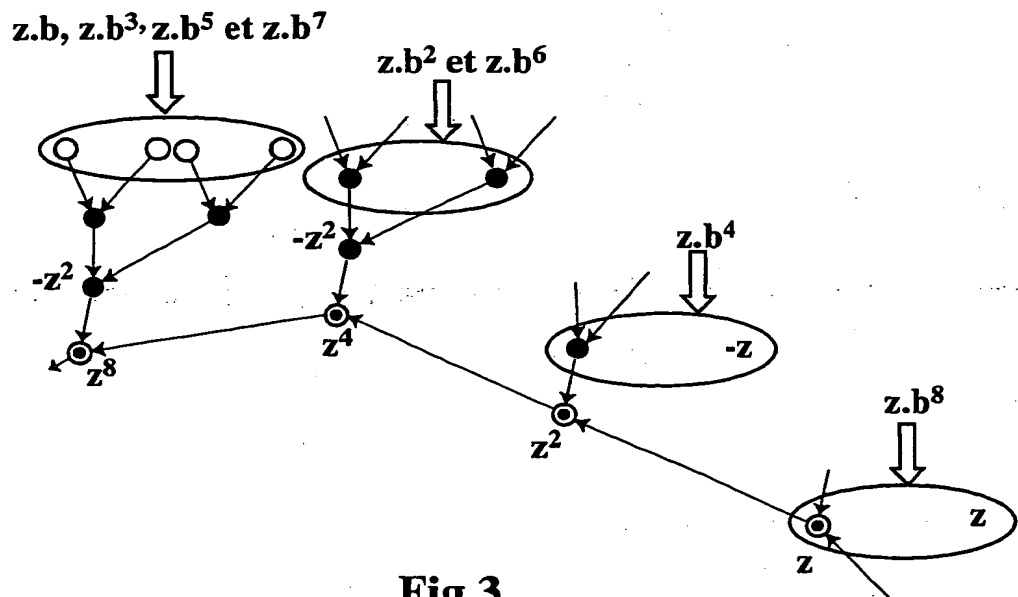 z.b, z.b³, z.b⁵ et z.b⁷
z.b² et z.b⁶
-z²
z.b⁴
-z²
z⁴
-z
z⁸
z.b⁸
z²
z
z
Fig.3